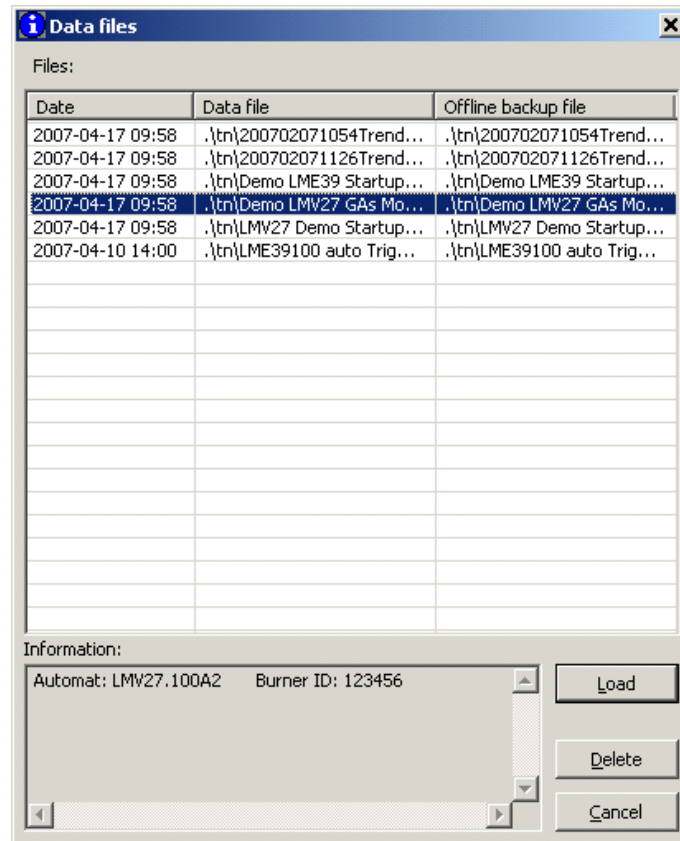 i Data files
Files:
Date Data file Offline backup file
2007-04-17 09:58 .\tn\200702071054Trend... .\tn\200702071054Trend...
2007-04-17 09:58 .\tn\200702071126Trend... .\tn\200702071126Trend...
2007-04-17 09:58 .\tn\Demo LME39 Startup... .\tn\Demo LME39 Startup...
2007-04-17 09:58 .\tn\Demo LMV27 GAs Mo... .\tn\Demo LMV27 GAs Mo...
2007-04-17 09:58 .\tn\LMV27 Demo Startup... .\tn\LMV27 Demo Startup...
2007-04-10 14:00 .\tn\LME39100 auto Trig... .\tn\LME39100 auto Trig...
Information:
Automat: LMV27.100A2 Burner ID: 123456
Load
Delete
Cancel